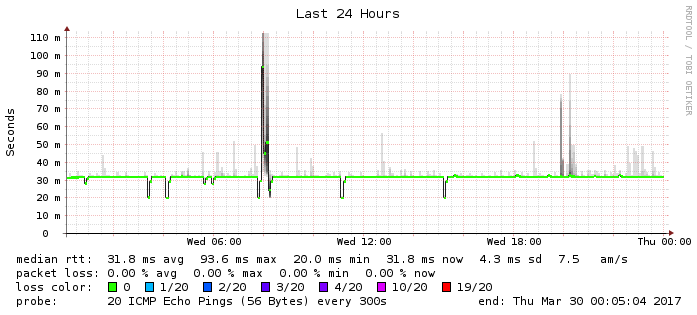 Last 24 Hours
RRDTOOL / TOBI OETIKER
Seconds
110 m
100 m
90 m
80 m
70 m
60 m
50 m
40 m
30 m
20 m
10 m
0
Wed 06:00 Wed 12:00 Wed 18:00 Thu 00:00
median rtt: 31.8 ms avg 93.6 ms max 20.0 ms min 31.8 ms now 4.3 ms sd 7.5 am/s
packet loss: 0.00 % avg 0.00 % max 0.00 % min 0.00 % now
loss color: 0 1/20 2/20 3/20 4/20 10/20 19/20
probe: 20 ICMP Echo Pings (56 Bytes) every 300s end: Thu Mar 30 00:05:04 2017